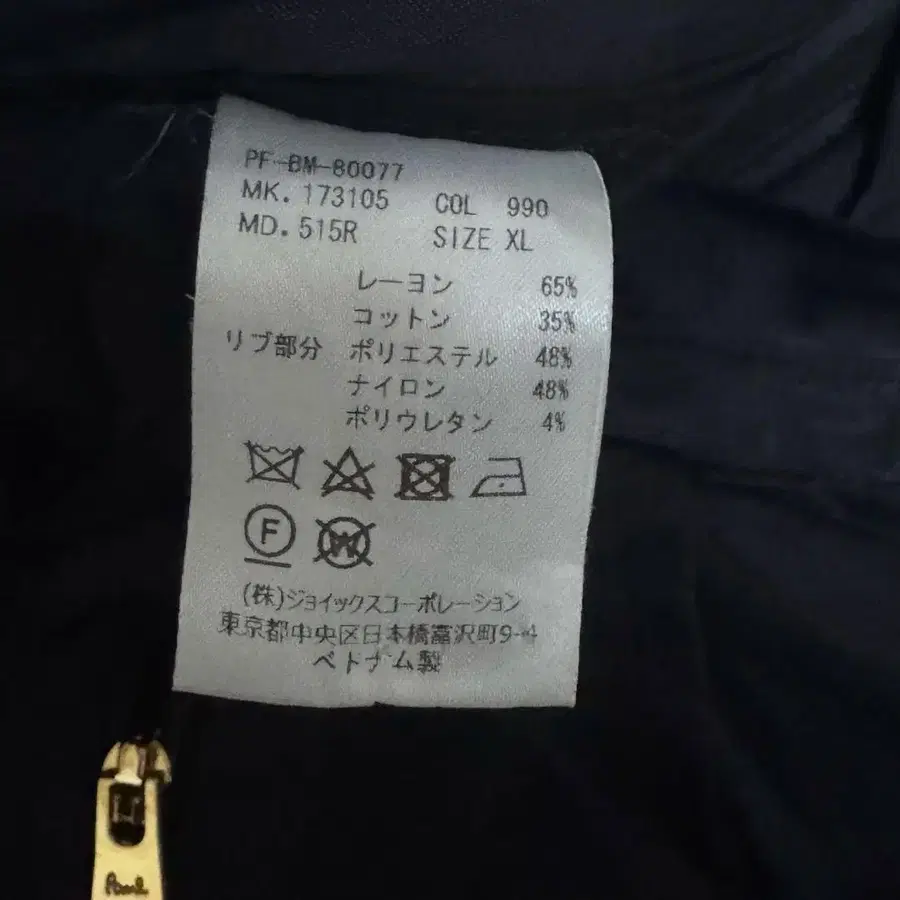 PF-BM-80077
MK. 173105 COL 990
MD. 515R SIZE XL
レーヨン 65%
コットン 35%
リブ部分 ポリエステル 48%
ナイロン 48%
ポリウレタン 4%
F
W
(株)ジョイックスコーポレーション
東京都中央区日本橋富沢町9-4
ベトナム製
Paul